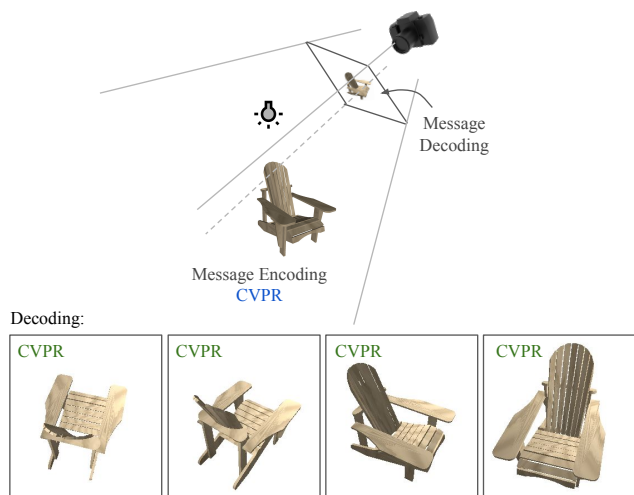 Message
Decoding
Message Encoding
CVPR
Decoding:
CVPR
CVPR
CVPR
CVPR